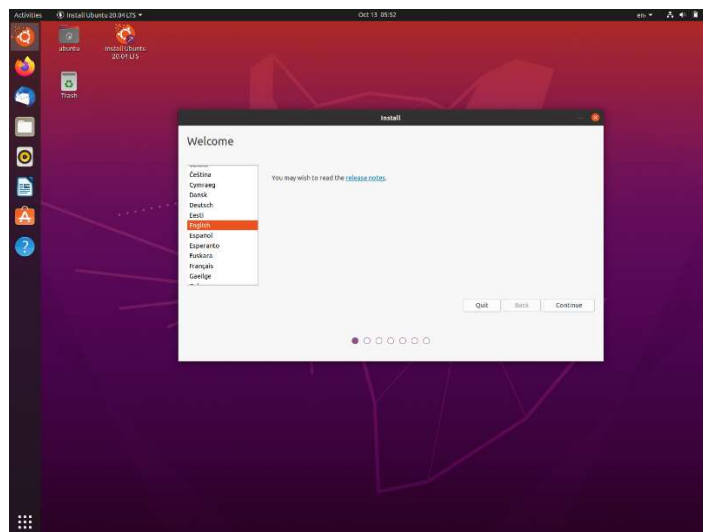 Activities
Install Ubuntu 20.04 LTS
Oct 13 05:52
en
ubuntu
Install Ubuntu
20.04 LTS
Trash
Install
Welcome
Čeština
Cymraeg
Dansk
Deutsch
Eesti
English
Español
Esperanto
Euskara
Français
Gaeilge
You may wish to read the release notes.
Quit
Back
Continue